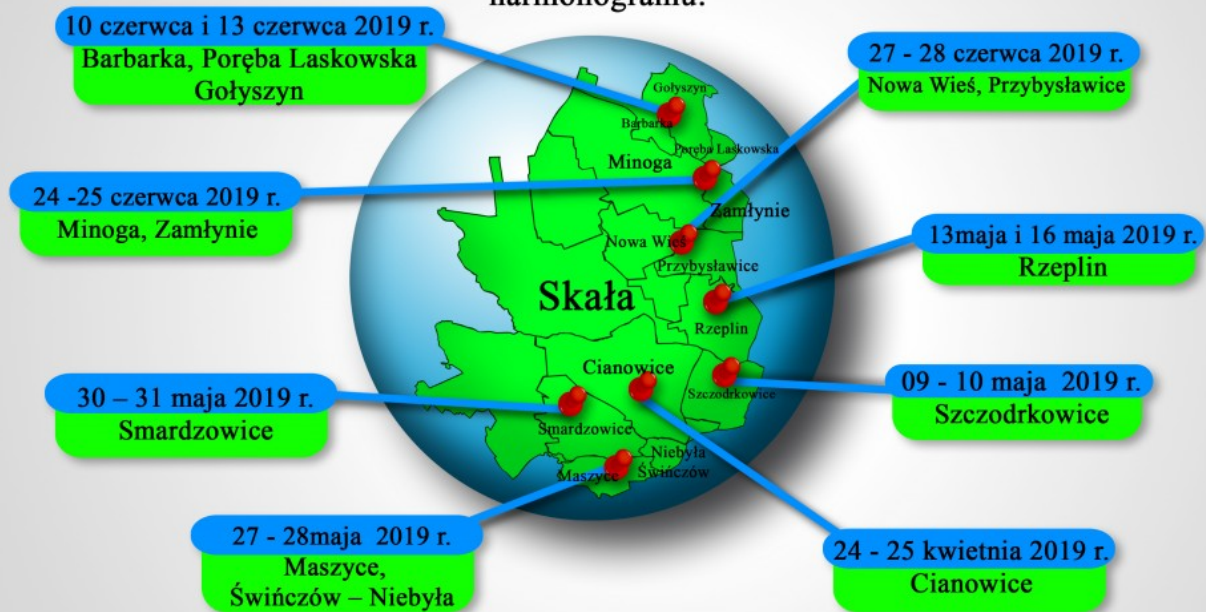 harmonogramu:
10 czerwca i 13 czerwca 2019 r.
Barbarka, Poręba Laskowska
Gołyszyn
27 - 28 czerwca 2019 r.
Nowa Wieś, Przybysławice
24 -25 czerwca 2019 r.
Minoga, Zamłynie
13maja i 16 maja 2019 r.
Rzeplin
30 – 31 maja 2019 r.
Smardzowice
09 - 10 maja 2019 r.
Szczodrkowice
27 - 28maja 2019 r.
Maszyce,
Świńczów – Niebyła
24 - 25 kwietnia 2019 r.
Cianowice
Gołyszyn
Barbarka
Poręba Laskowska
Minoga
Zamłynie
Nowa Wieś
Przybysławice
Skała
Rzeplin
Cianowice
Szczodrkowice
Smardzowice
Niebyła
Maszyce
Świńczów